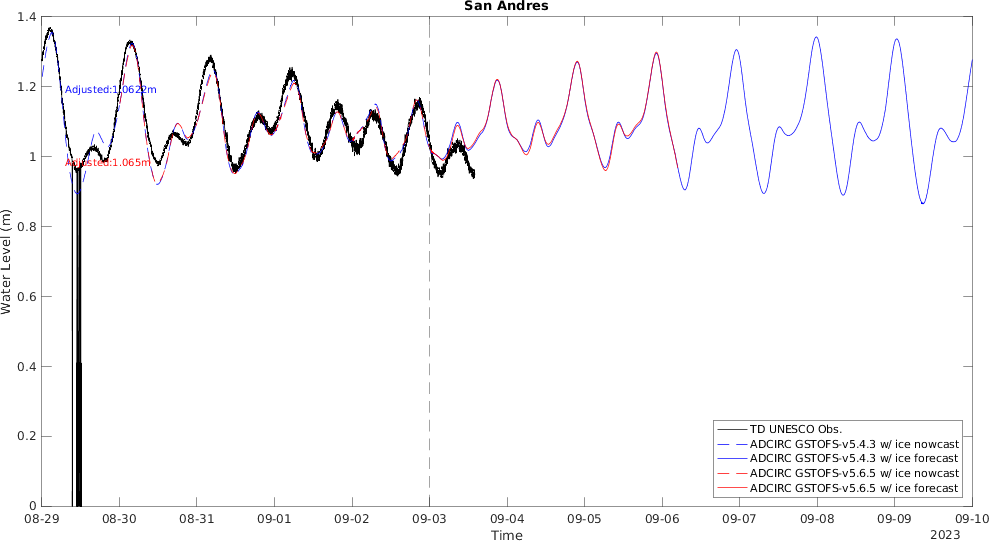 San Andres
1.4
1.2
1
0.8
0.6
0.4
0.2
0
Water Level (m)
Adjusted:1.0622m
Adjusted:1.065m
TD UNESCO Obs.
ADCIRC GSTOFS-v5.4.3 w/ ice nowcast
ADCIRC GSTOFS-v5.4.3 w/ ice forecast
ADCIRC GSTOFS-v5.6.5 w/ ice nowcast
ADCIRC GSTOFS-v5.6.5 w/ ice forecast
08-29 08-30 08-31 09-01 09-02 09-03 09-04 09-05 09-06 09-07 09-08 09-09 09-10
Time
2023